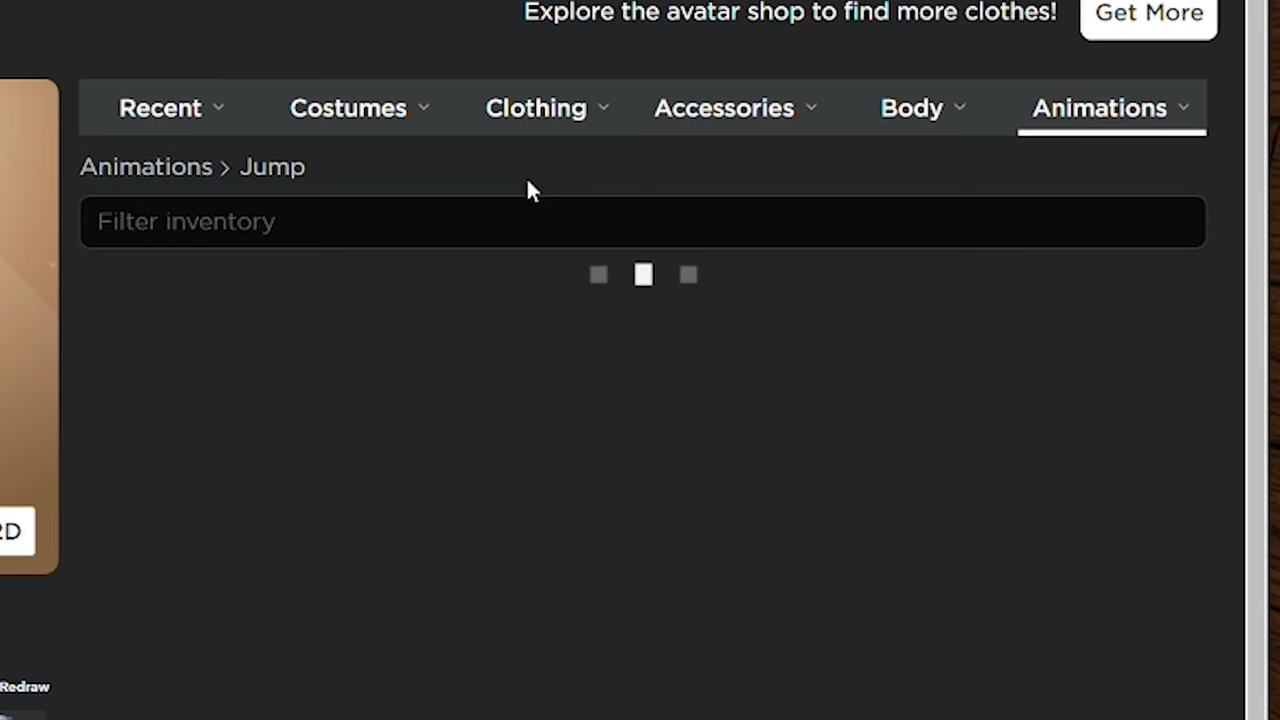 Explore the avatar shop to find more clothes!
Get More
Recent
Costumes
Clothing
Accessories
Body
Animations
Animations > Jump
Filter inventory
2D
Redraw